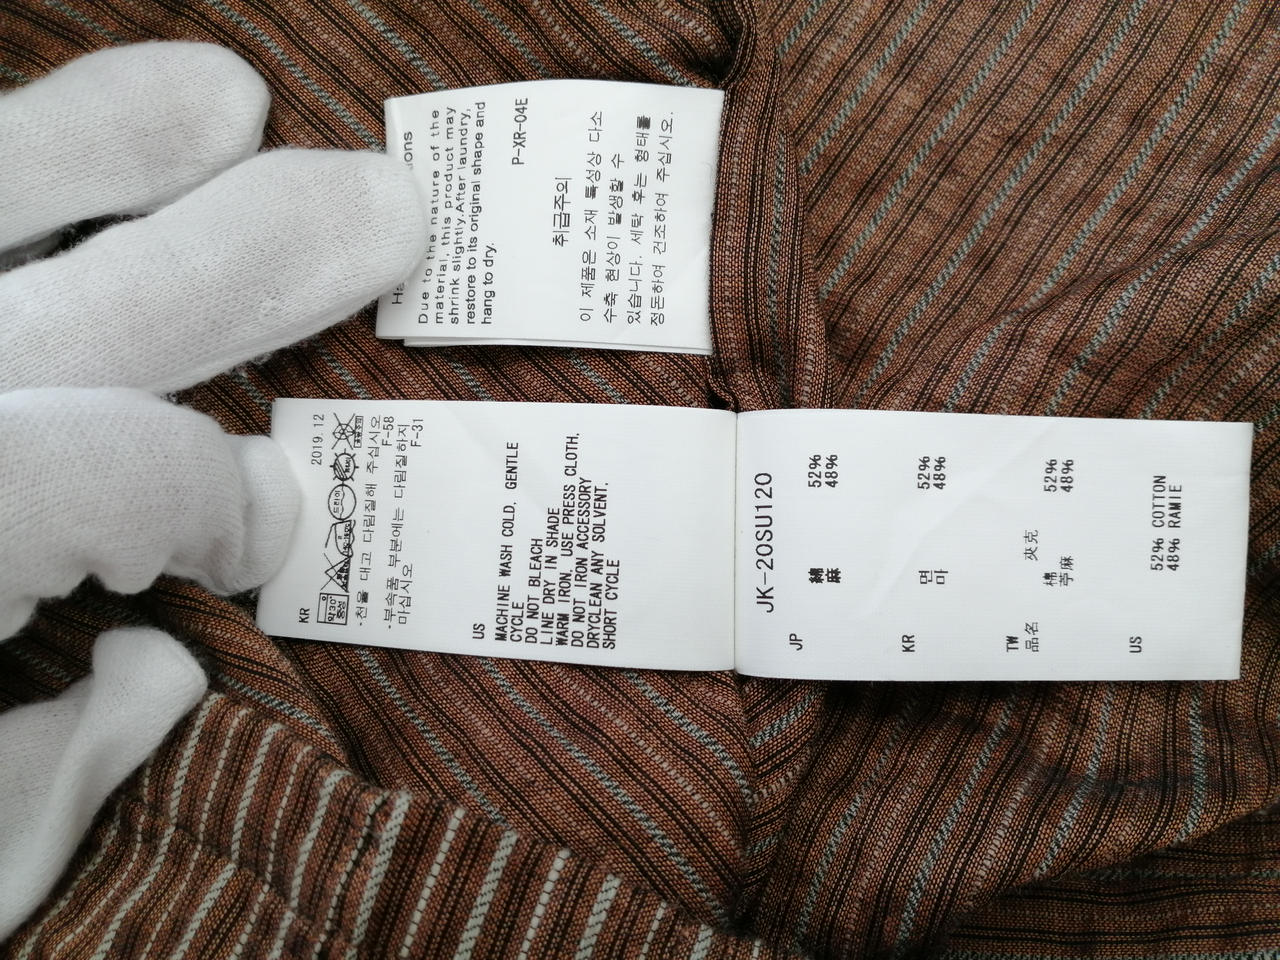 Due to the nature of the
material, this product may
shrink slightly.After laundry,
restore to its original shape and
hang to dry.
P-XR-04E
취급주의
이 제품은 소재 특성상 다소
수축 현상이 발생할 수
있습니다. 세탁 후는 형태를
정돈하여 건조하여 주십시오.
2019. 12
KR
약30°
중성
드라이
-천을 대고 다림질해 주십시오
F-58
-부속품 부분에는 다림질하지
마십시오
F-31
US
MACHINE WASH COLD, GENTLE
CYCLE
DO NOT BLEACH
LINE DRY IN SHADE
WARM IRON, USE PRESS CLOTH,
DO NOT IRON ACCESSORY
DRYCLEAN ANY SOLVENT,
SHORT CYCLE
JK-20SU120
JP
綿 52%
麻 48%
KR
면 52%
마 48%
TW
品名 夾克
棉 52%
苧麻 48%
US
52% COTTON
48% RAMIE